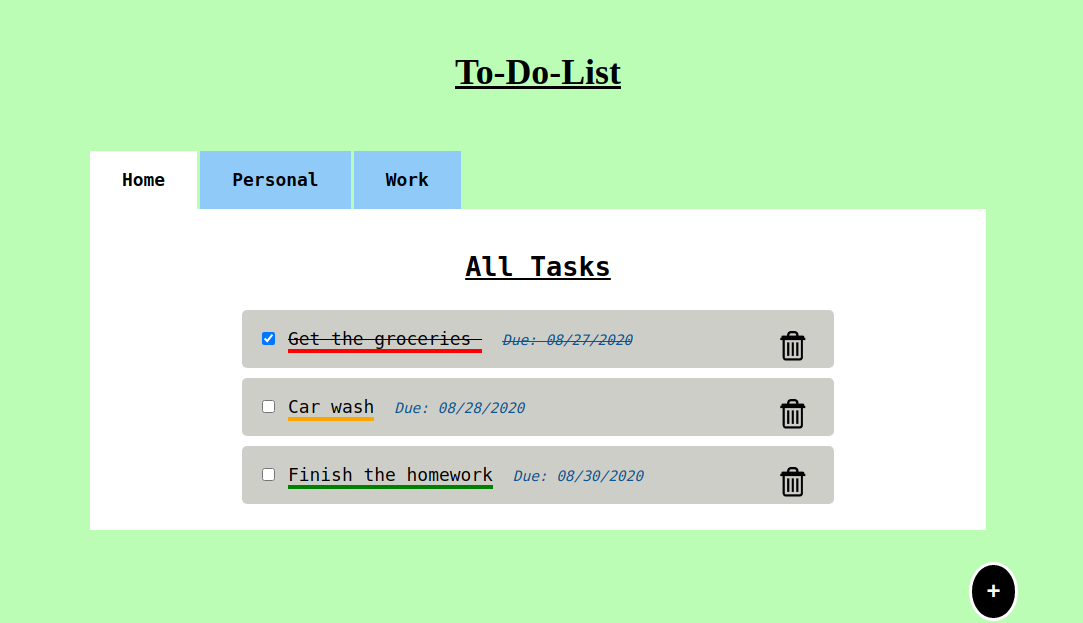 To-Do-List
Home Personal Work
All Tasks
Get the groceries Due: 08/27/2020
Car wash Due: 08/28/2020
Finish the homework Due: 08/30/2020
+